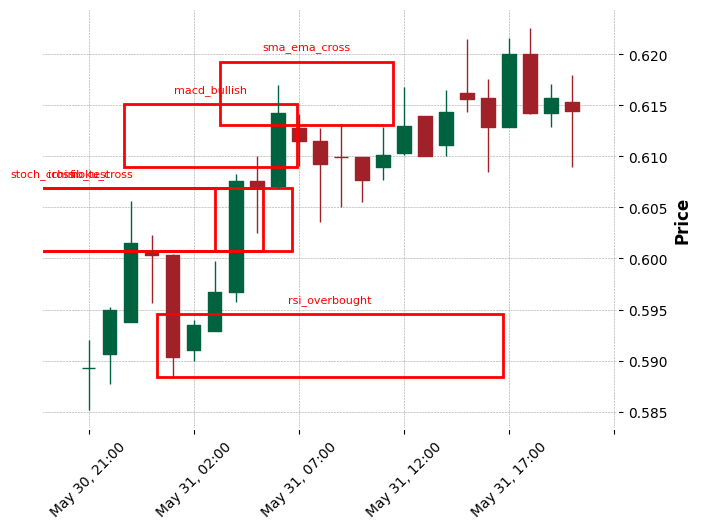 sma_ema_cross
macd_bullish
rsi_overbought
0.620
0.615
0.610
0.605
0.600
0.595
0.590
0.585
Price
May 30, 21:00
May 31, 02:00
May 31, 07:00
May 31, 12:00
May 31, 17:00